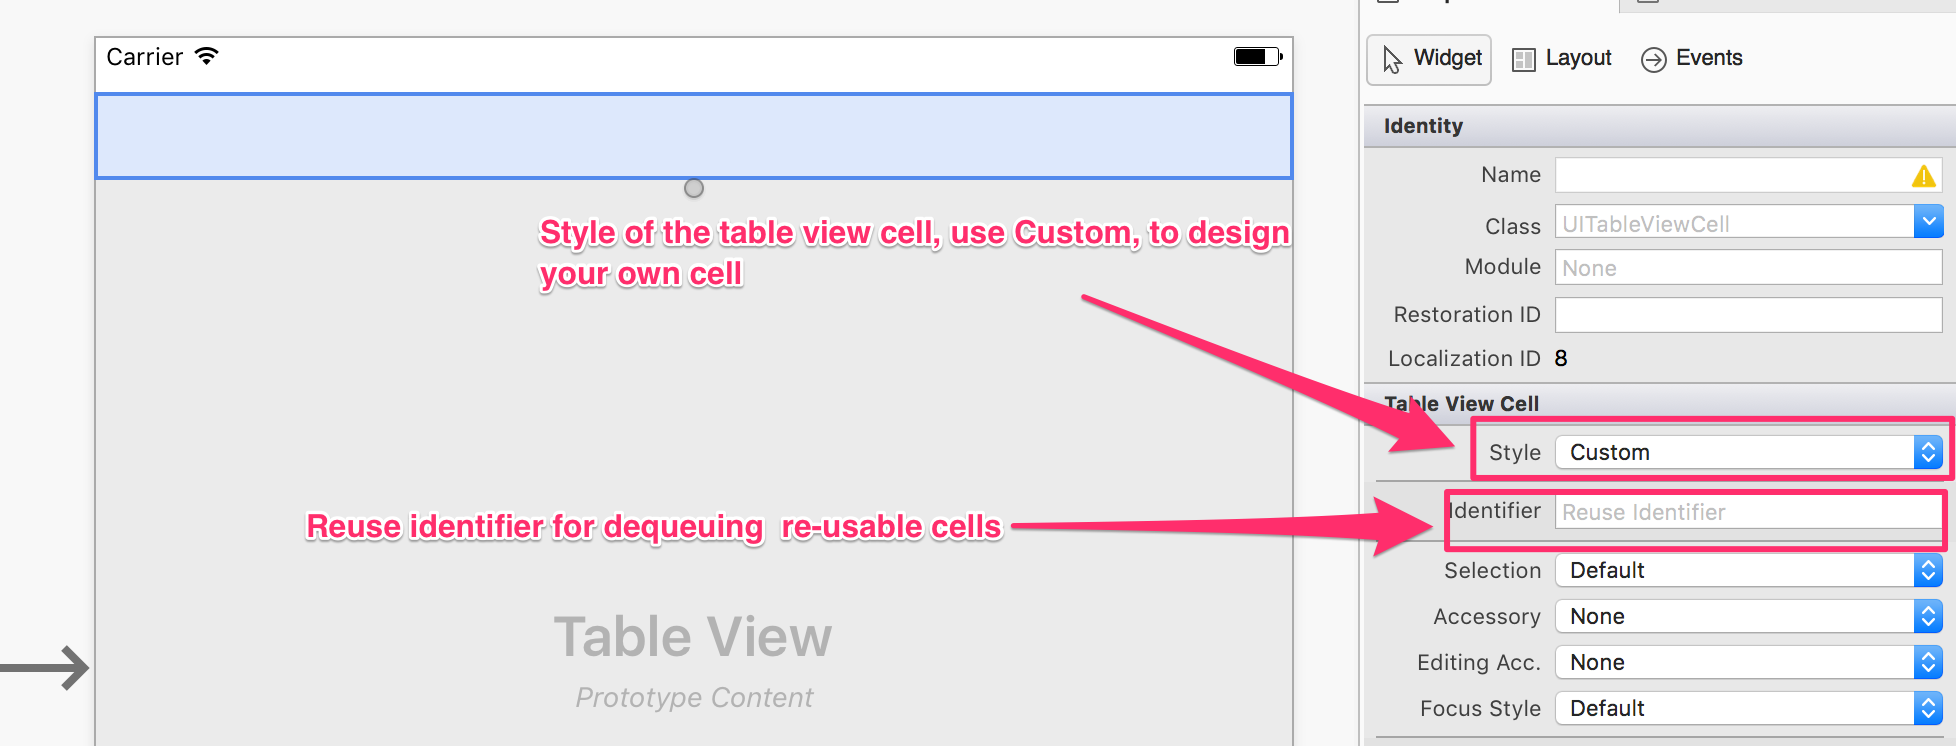 Carrier
Widget
Layout
Events
Identity
Name
Class
UITableViewCell
Module
None
Restoration ID
Localization ID
8
Table View Cell
Style
Custom
Identifier
Reuse Identifier
Selection
Default
Accessory
None
Editing Acc.
None
Focus Style
Default
Style of the table view cell, use Custom, to design
your own cell
Reuse identifier for dequeuing  re-usable cells
Table View
Prototype Content